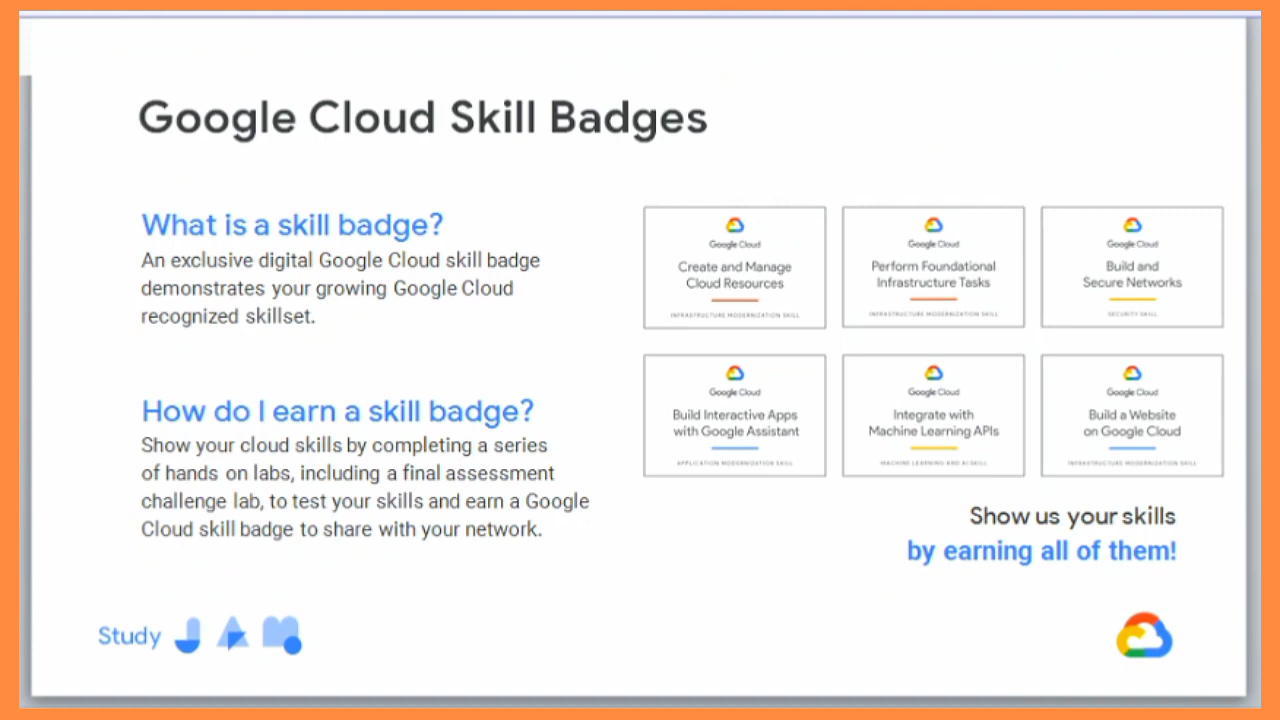 Google Cloud Skill Badges
What is a skill badge?
An exclusive digital Google Cloud skill badge
demonstrates your growing Google Cloud
recognized skillset.
How do I earn a skill badge?
Show your cloud skills by completing a series
of hands on labs, including a final assessment
challenge lab, to test your skills and earn a Google
Cloud skill badge to share with your network.
Google Cloud
Create and Manage
Cloud Resources
INFRASTRUCTURE MODERNIZATION SKILL
Google Cloud
Perform Foundational
Infrastructure Tasks
INFRASTRUCTURE MODERNIZATION SKILL
Google Cloud
Build and
Secure Networks
SECURITY SKILL
Google Cloud
Build Interactive Apps
with Google Assistant
APPLICATION MODERNIZATION SKILL
Google Cloud
Integrate with
Machine Learning APIs
MACHINE LEARNING AND AI SKILL
Google Cloud
Build a Website
on Google Cloud
INFRASTRUCTURE MODERNIZATION SKILL
Show us your skills
by earning all of them!
Study JAM